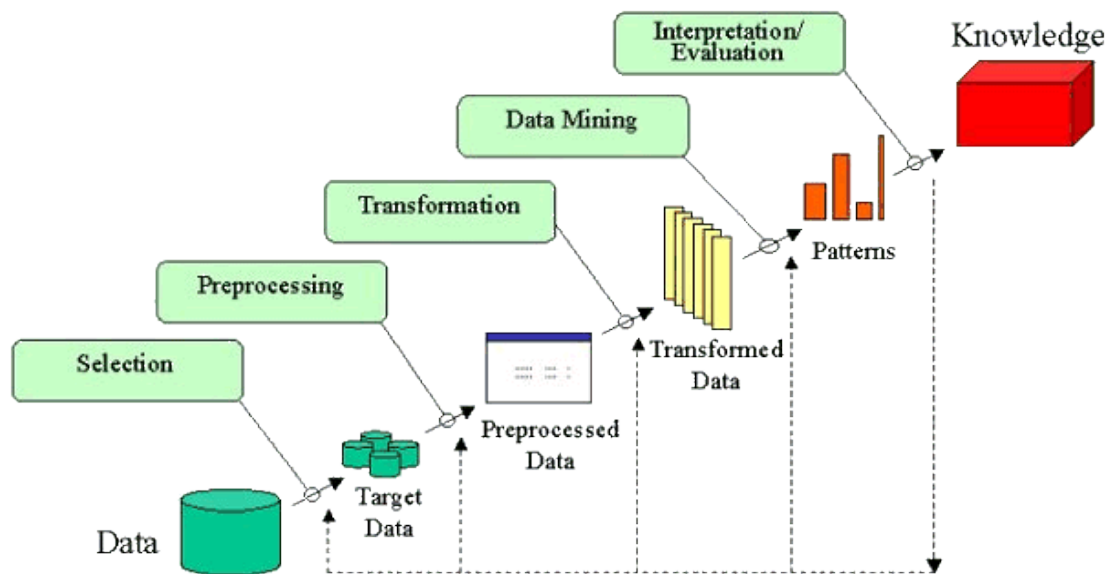 Interpretation/
Evaluation
Knowledge
Data Mining
Transformation
Patterns
Preprocessing
Transformed
Data
Selection
Preprocessed
Data
Target
Data
Data